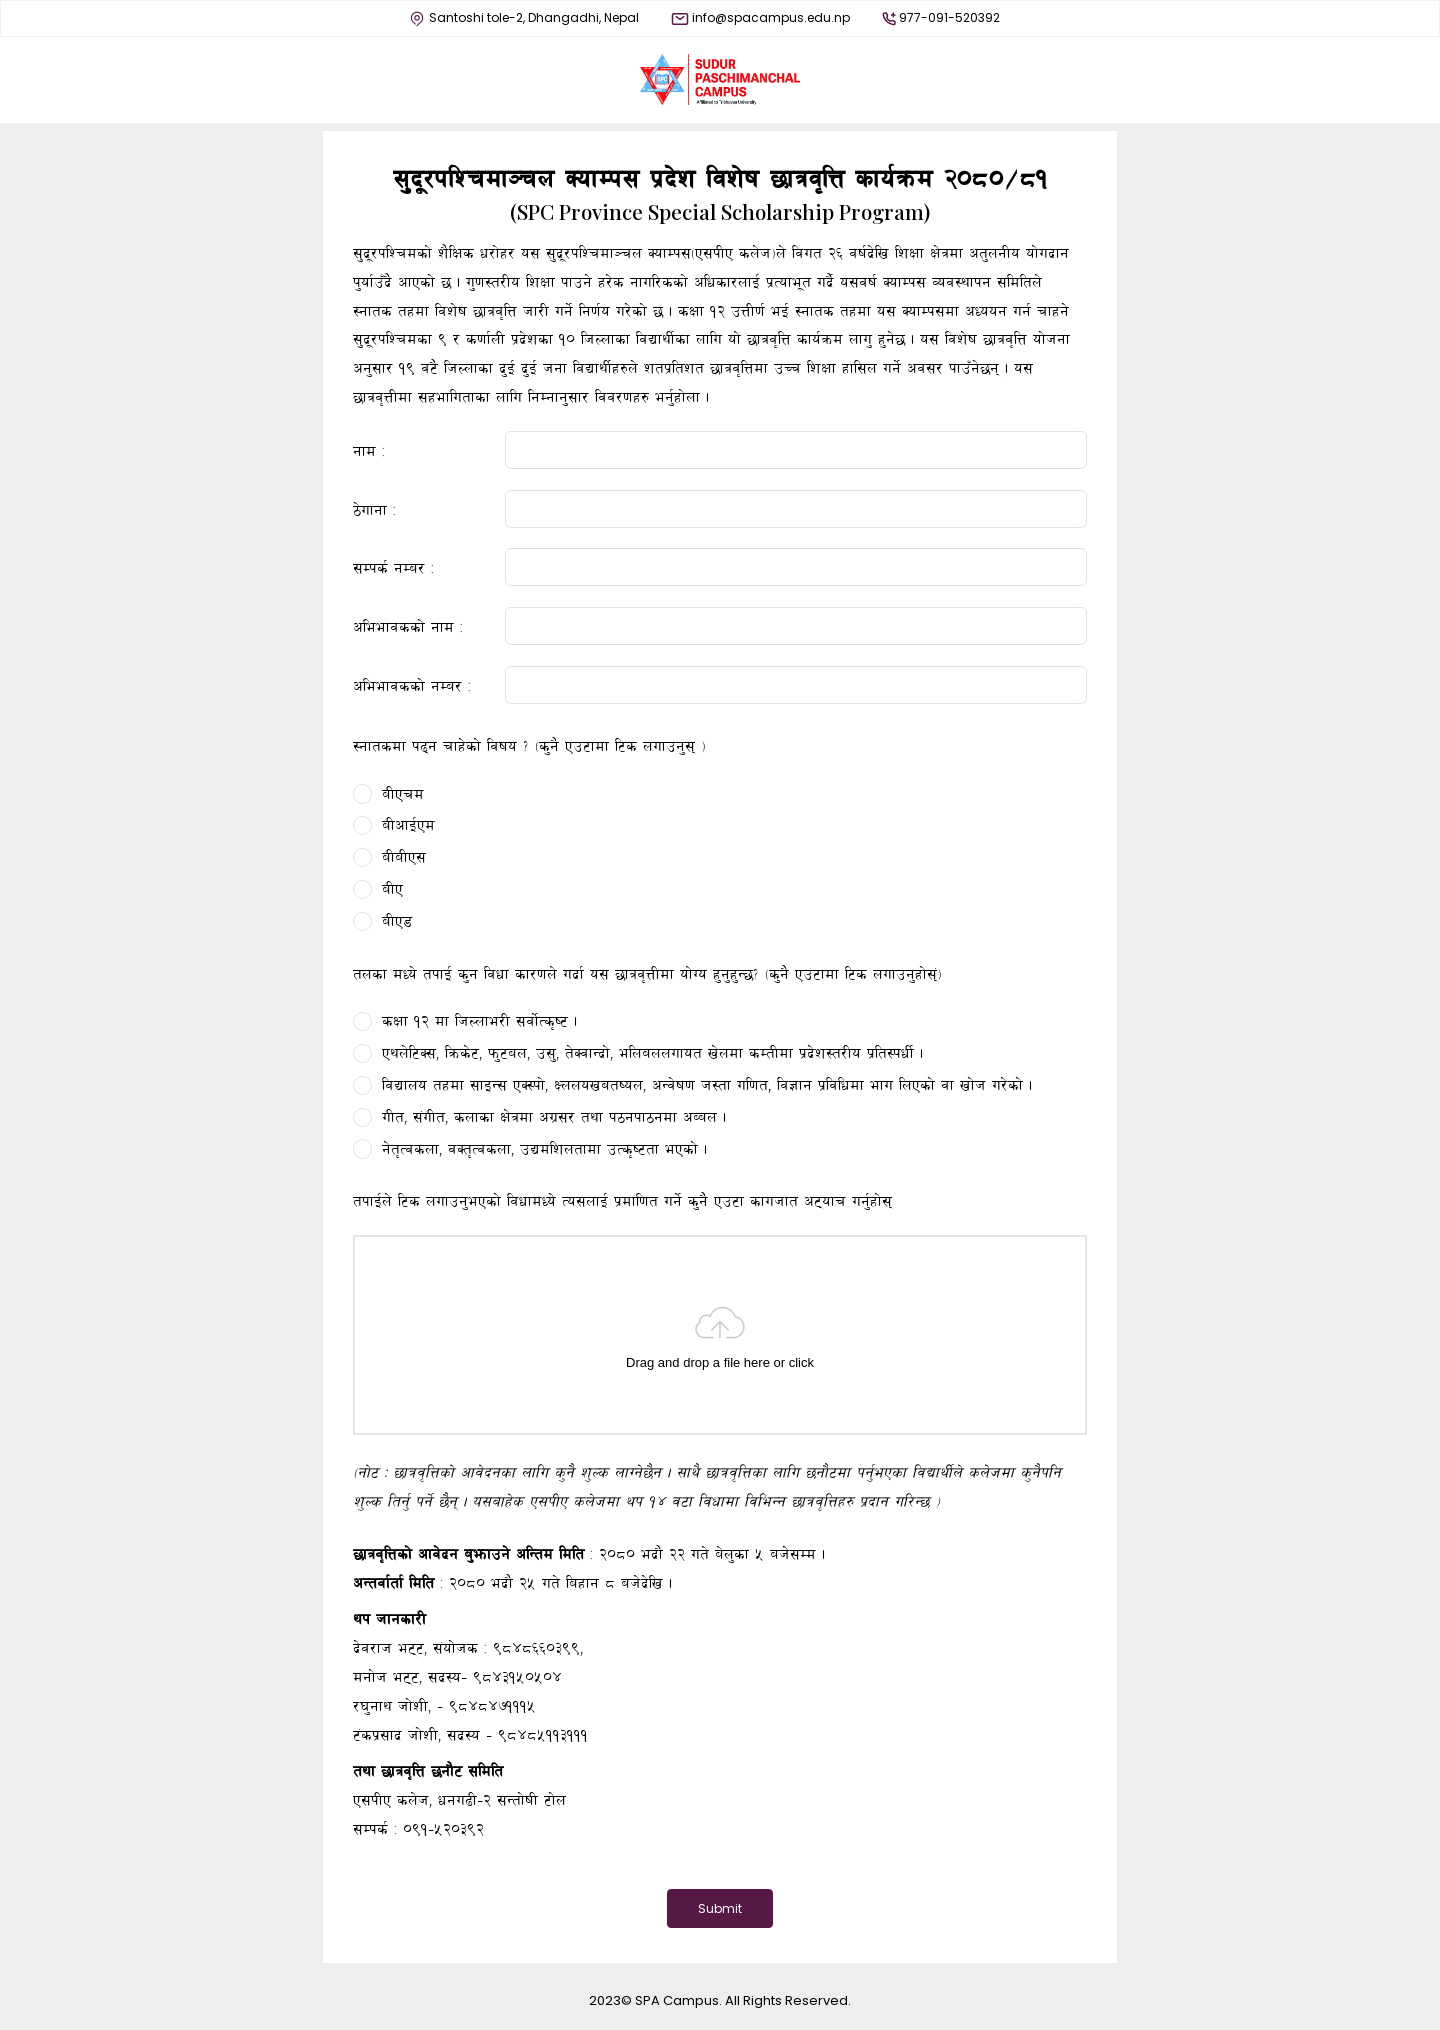 Santoshi tole-2, Dhangadhi, Nepal info@spacampus.edu.np 977-091-520392
SUDUR
PASCHIMANCHAL
CAMPUS
Affiliated to Tribhuvan University
सुदूरपश्चिमाञ्चल क्याम्पस प्रदेश विशेष छात्रवृत्ति कार्यक्रम २०८०/८१
(SPC Province Special Scholarship Program)
सुदूरपश्चिमको शैक्षिक धरोहर यस सुदूरपश्चिमाञ्चल क्याम्पस(एसपीए कलेज)ले विगत २६ वर्षदेखि शिक्षा क्षेत्रमा अतुलनीय योगदान
पुर्याउँदै आएको छ । गुणस्तरीय शिक्षा पाउने हरेक नागरिकको अधिकारलाई प्रत्याभूत गर्दै यसवर्ष क्याम्पस व्यवस्थापन समितिले
स्नातक तहमा विशेष छात्रवृत्ति जारी गर्ने निर्णय गरेको छ । कक्षा १२ उत्तीर्ण भई स्नातक तहमा यस क्याम्पसमा अध्ययन गर्न चाहने
सुदूरपश्चिमका ९ र कर्णाली प्रदेशका १० जिल्लाका विद्यार्थीका लागि यो छात्रवृत्ति कार्यक्रम लागु हुनेछ । यस विशेष छात्रवृत्ति योजना
अनुसार १९ वटै जिल्लाका दुई दुई जना विद्यार्थीहरुले शतप्रतिशत छात्रवृत्तिमा उच्च शिक्षा हासिल गर्ने अवसर पाउँनेछन् । यस
छात्रवृत्तीमा सहभागिताका लागि निम्नानुसार विवरणहरु भर्नुहोला ।
नाम :
ठेगाना :
सम्पर्क नम्बर :
अभिभावकको नाम :
अभिभावकको नम्बर :
स्नातकमा पढ्न चाहेको विषय ? (कुनै एउटामा टिक लगाउनुस् )
बीएचम
बीआईएम
बीबीएस
बीए
बीएड
तलका मध्ये तपाई कुन विधा कारणले गर्दा यस छात्रवृत्तीमा योग्य हुनुहुन्छ? (कुनै एउटामा टिक लगाउनुहोस्ं)
कक्षा १२ मा जिल्लाभरी सर्वोत्कृष्ट ।
एथलेटिक्स, क्रिकेट, फुटबल, उसु, तेक्वान्दो, भलिबललगायत खेलमा कम्तीमा प्रदेशस्तरीय प्रतिस्पर्धी ।
विद्यालय तहमा साइन्स एक्स्पो, क्ष्ललयखबतष्यल, अन्वेषण जस्ता गणित, विज्ञान प्रविधिमा भाग लिएको वा खोज गरेको ।
गीत, संगीत, कलाका क्षेत्रमा अग्रसर तथा पठनपाठनमा अब्बल ।
नेतृत्वकला, वक्तृत्वकला, उद्यमशिलतामा उत्कृष्टता भएको ।
तपाईले टिक लगाउनुभएको विधामध्ये त्यसलाई प्रमाणित गर्ने कुनै एउटा कागजात अट्याच गर्नुहोस्
Drag and drop a file here or click
(नोट : छात्रवृत्तिको आवेदनका लागि कुनै शुल्क लाग्नेछैन । साथै छात्रवृत्तिका लागि छनौटमा पर्नुभएका विद्यार्थीले कलेजमा कुनैपनि
शुल्क तिर्नु पर्ने छैन् । यसबाहेक एसपीए कलेजमा थप १४ वटा विधामा विभिन्न छात्रवृत्तिहरु प्रदान गरिन्छ )
छात्रवृत्तिको आवेदन बुझाउने अन्तिम मिति : २०८० भदौ २२ गते बेलुका ५ बजेसम्म ।
अन्तर्वार्ता मिति : २०८० भदौ २५ गते बिहान ८ बजेदेखि ।
थप जानकारी
देवराज भट्ट, संयोजक : ९८४८६६०३९९,
मनोज भट्ट, सदस्य- ९८४३१५०५०४
रघुनाथ जोशी, - ९८४८४७१११५
टंकप्रसाद जोशी, सदस्य - ९८४८५११३१११
तथा छात्रवृत्ति छनौट समिति
एसपीए कलेज, धनगढी-२ सन्तोषी टोल
सम्पर्क : ०९१-५२०३९२
Submit
2023© SPA Campus. All Rights Reserved.